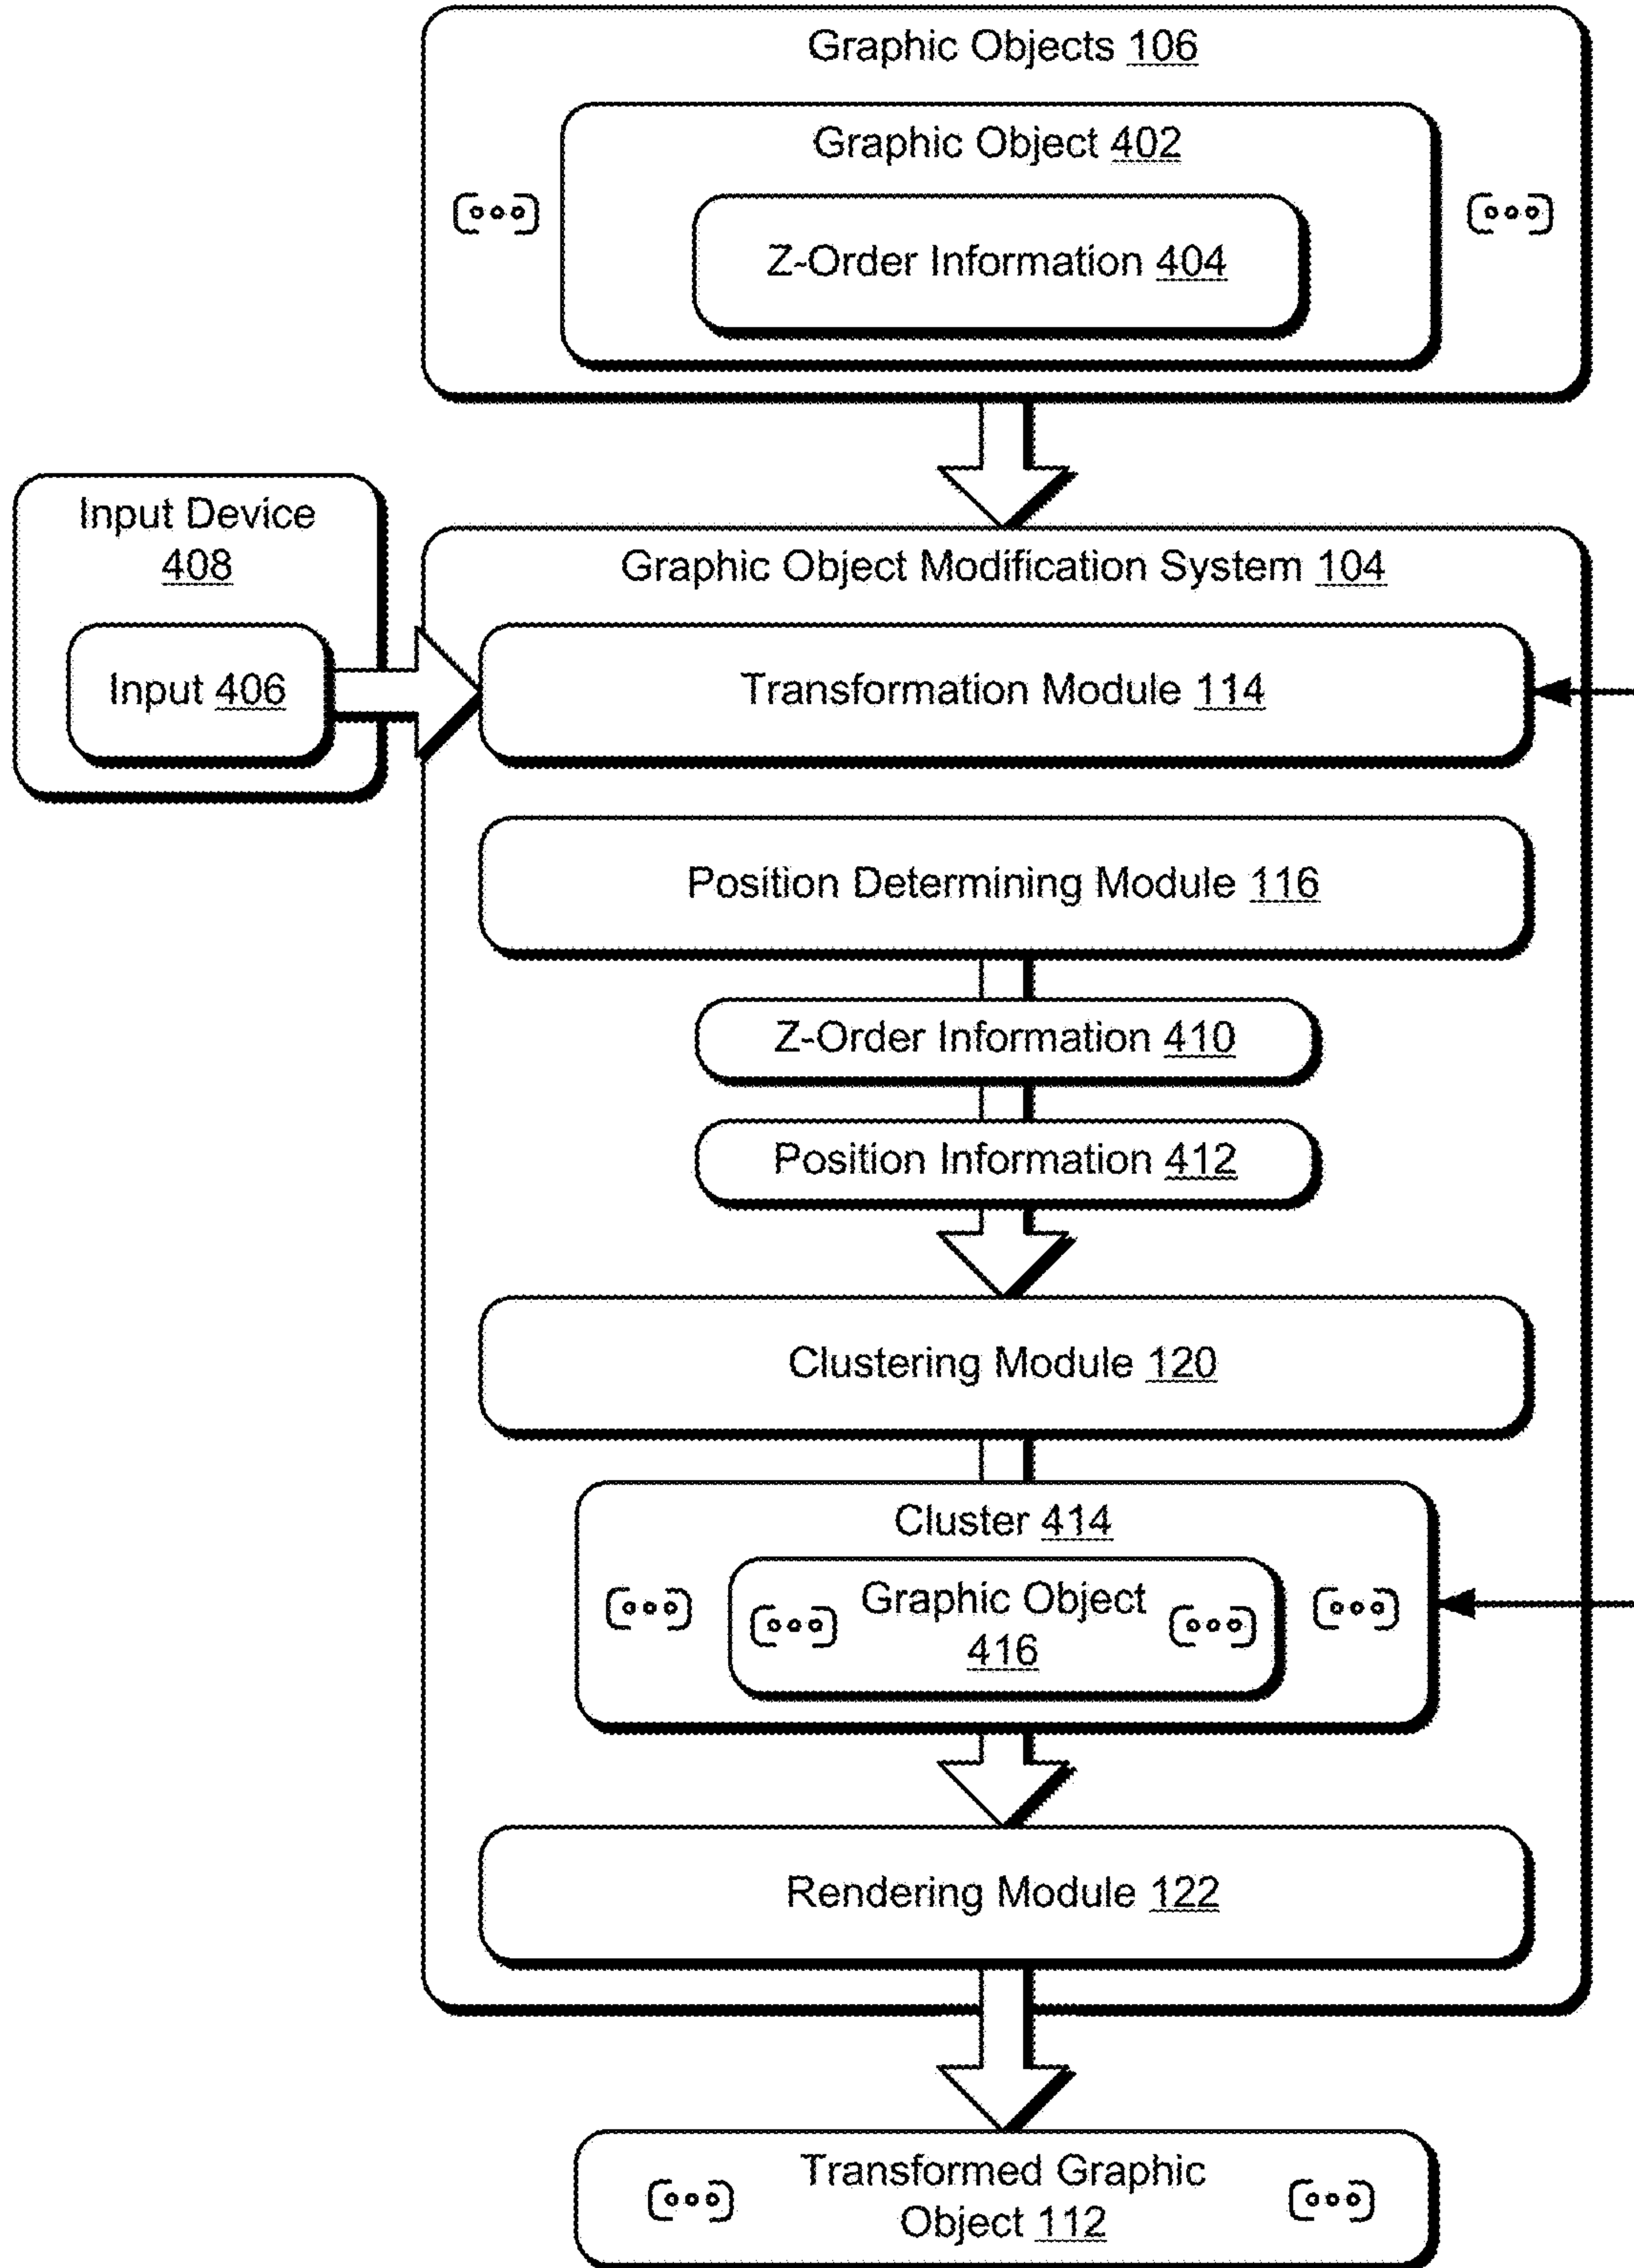 Graphic Objects 106
Graphic Object 402
Z-Order Information 404
Input Device
408
Input 406
Graphic Object Modification System 104
Transformation Module 114
Position Determining Module 116
Z-Order Information 410
Position Information 412
Clustering Module 120
Cluster 414
Graphic Object
416
Rendering Module 122
Transformed Graphic
Object 112